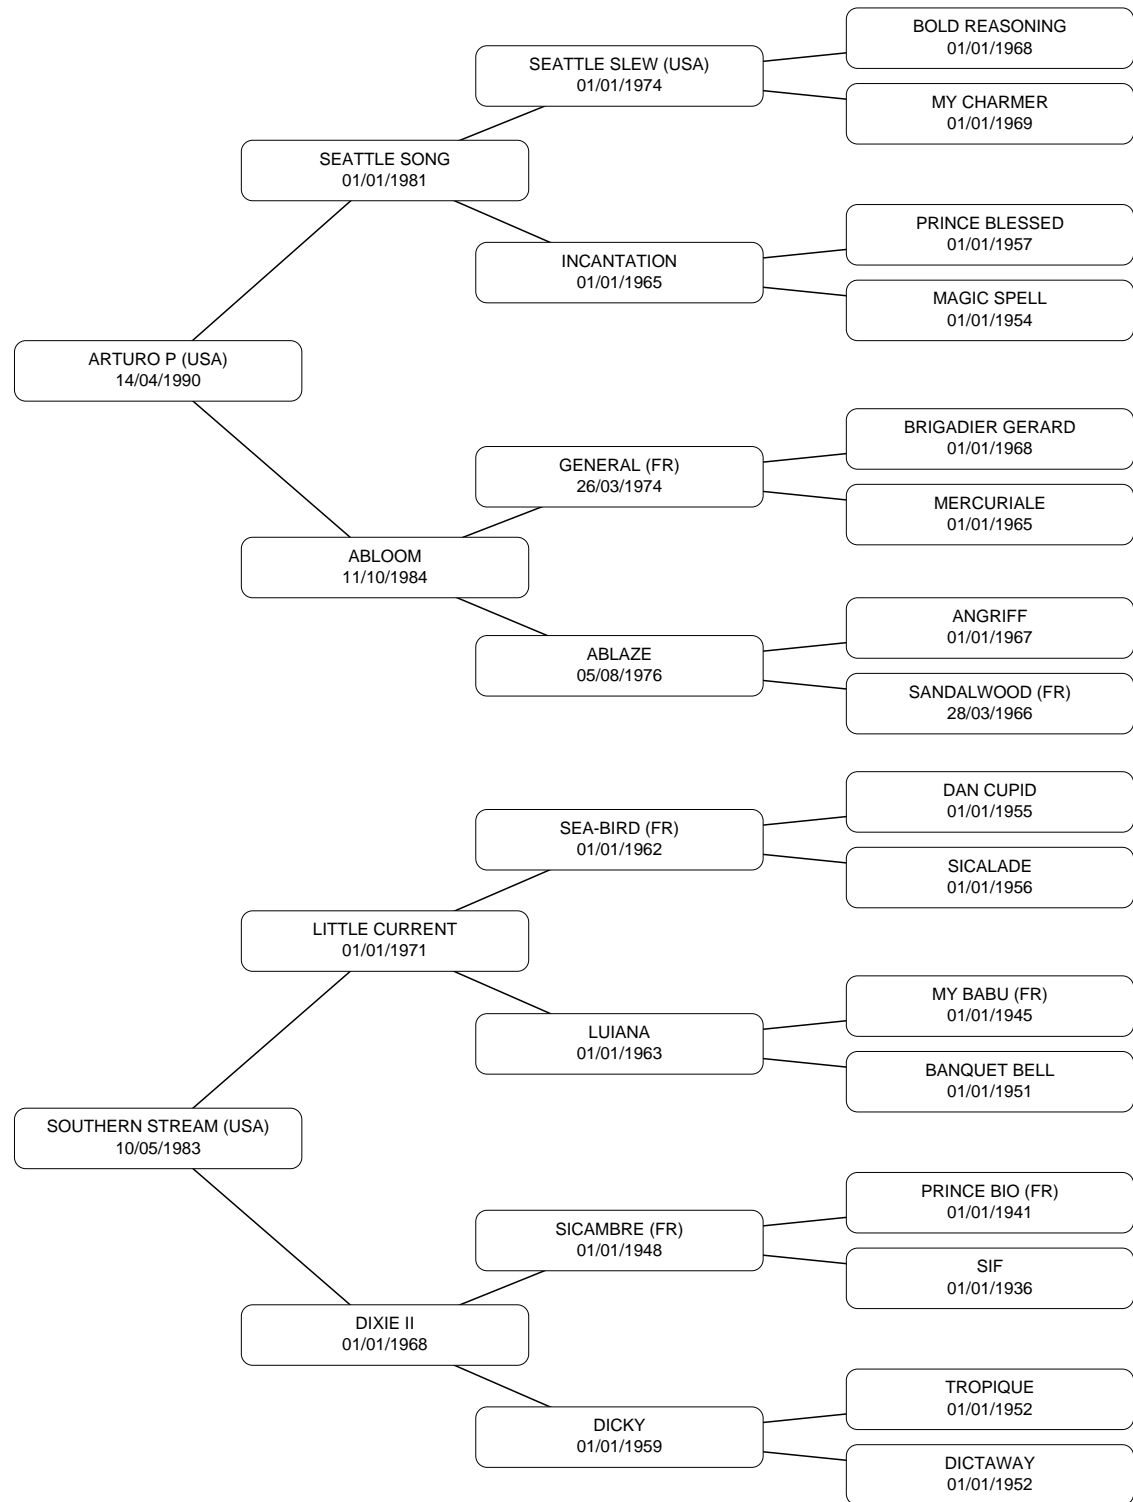 BOLD REASONING
01/01/1968
SEATTLE SLEW (USA)
01/01/1974
MY CHARMER
01/01/1969
SEATTLE SONG
01/01/1981
PRINCE BLESSED
01/01/1957
INCANTATION
01/01/1965
MAGIC SPELL
01/01/1954
ARTURO P (USA)
14/04/1990
BRIGADIER GERARD
01/01/1968
GENERAL (FR)
26/03/1974
MERCURIALE
01/01/1965
ABLOOM
11/10/1984
ANGRIFF
01/01/1967
ABLAZE
05/08/1976
SANDALWOOD (FR)
28/03/1966
DAN CUPID
01/01/1955
SEA-BIRD (FR)
01/01/1962
SICALADE
01/01/1956
LITTLE CURRENT
01/01/1971
MY BABU (FR)
01/01/1945
LUIANA
01/01/1963
BANQUET BELL
01/01/1951
SOUTHERN STREAM (USA)
10/05/1983
PRINCE BIO (FR)
01/01/1941
SICAMBRE (FR)
01/01/1948
SIF
01/01/1936
DIXIE II
01/01/1968
TROPIQUE
01/01/1952
DICKY
01/01/1959
DICTAWAY
01/01/1952